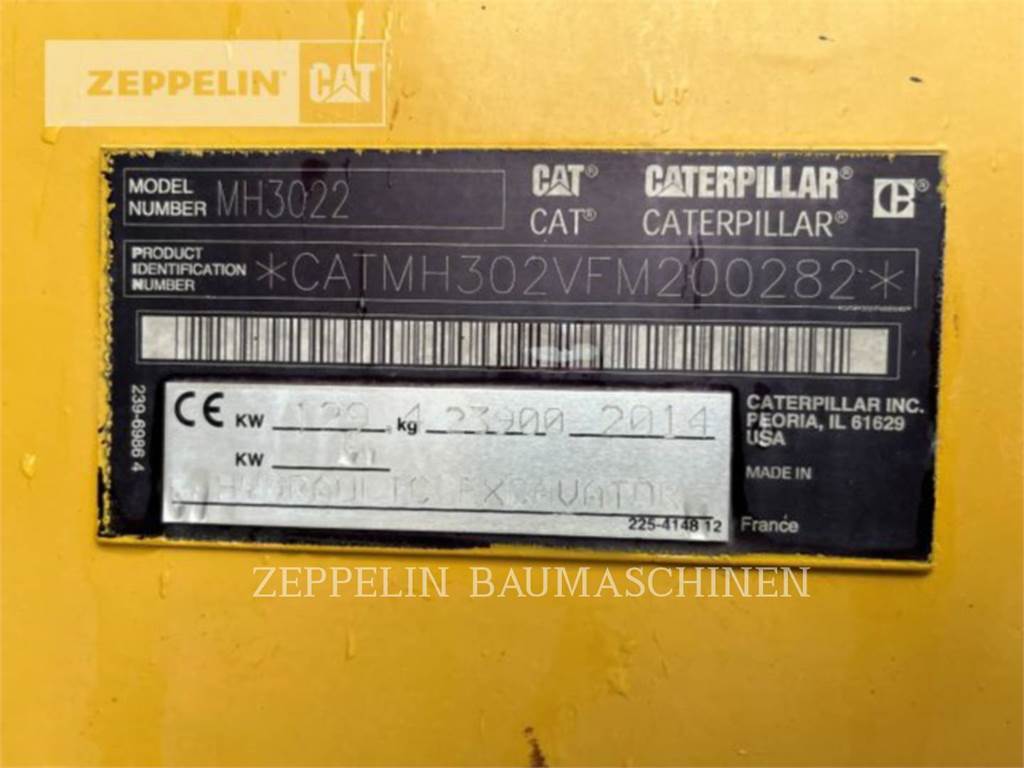 ZEPPELIN CAT
MODEL NUMBER MH3022
CAT® CATERPILLAR®
CAT® CATERPILLAR®
PRODUCT IDENTIFICATION NUMBER *CATMH302VFM200282*
239-6986 4
CE KW 129.4 kg 23900 2014
KW
HYDRAULIC EXCAVATOR
225-4148 12
CATERPILLAR INC.
PEORIA, IL 61629
USA
MADE IN
France
ZEPPELIN BAUMASCHINEN